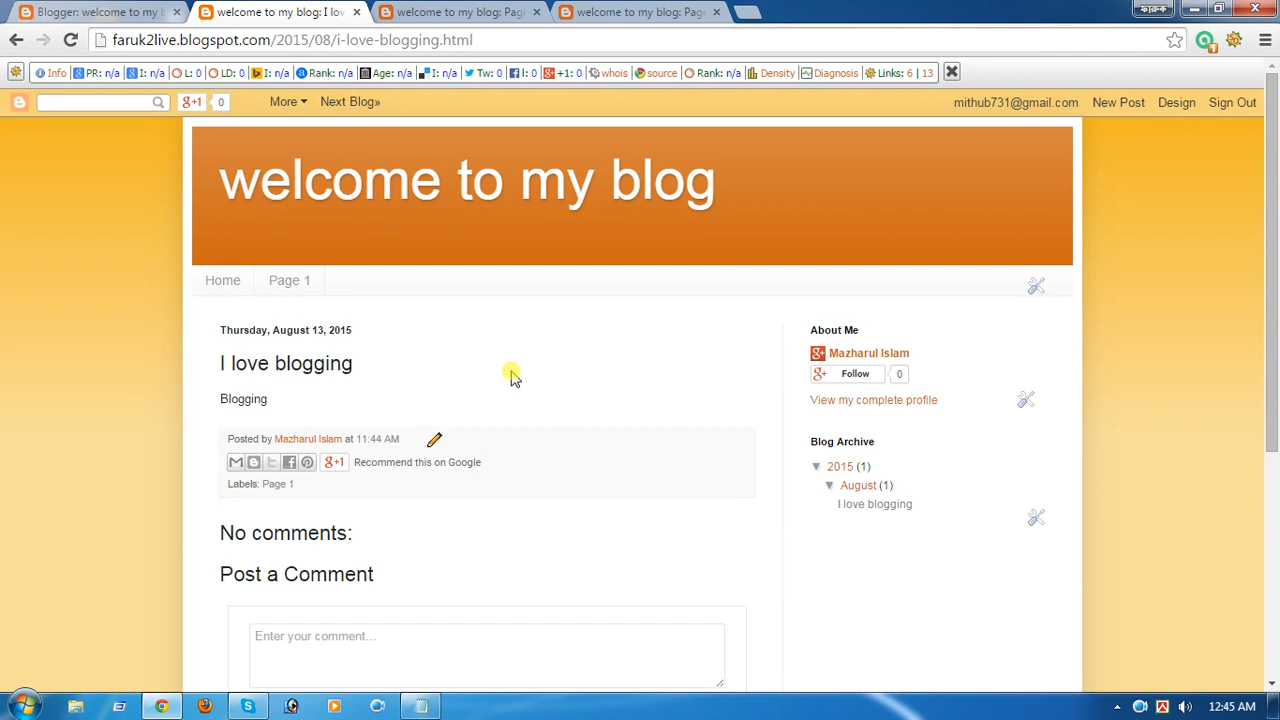 Blogger: welcome to my b
welcome to my blog: I lov
welcome to my blog: Page
welcome to my blog: Page
faruk2live.blogspot.com/2015/08/i-love-blogging.html
Info PR: n/a I: n/a L: 0 LD: 0 I: n/a Rank: n/a Age: n/a I: n/a Tw: 0 I: 0 +1: 0 whois source Rank: n/a Density Diagnosis Links: 6 | 13
g+1 0 More Next Blog» mithub731@gmail.com New Post Design Sign Out
welcome to my blog
Home Page 1
Thursday, August 13, 2015
I love blogging
Blogging
Posted by Mazharul Islam at 11:44 AM
g+1 Recommend this on Google
Labels: Page 1
No comments:
Post a Comment
Enter your comment...
About Me
g+ Mazharul Islam
g+ Follow 0
View my complete profile
Blog Archive
▼ 2015 (1)
▼ August (1)
I love blogging
12:45 AM